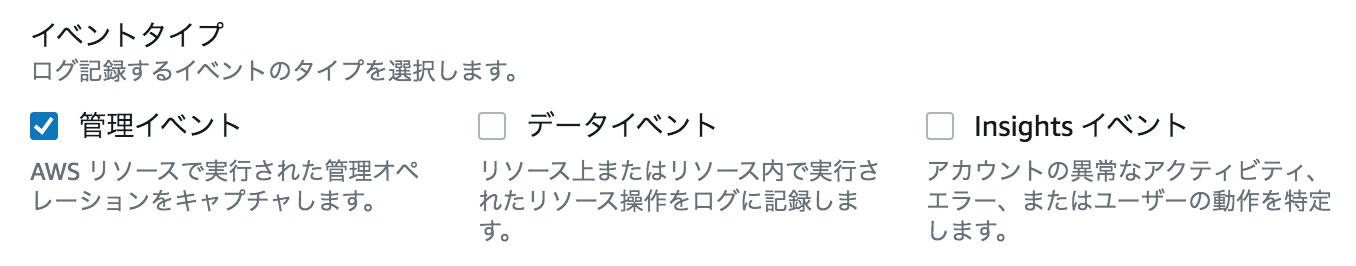 イベントタイプ
ログ記録するイベントのタイプを選択します。
管理イベント
AWS リソースで実行された管理オペ
レーションをキャプチャします。
データイベント
リソース上またはリソース内で実行さ
れたリソース操作をログに記録しま
す。
Insights イベント
アカウントの異常なアクティビティ、
エラー、またはユーザーの動作を特定
します。